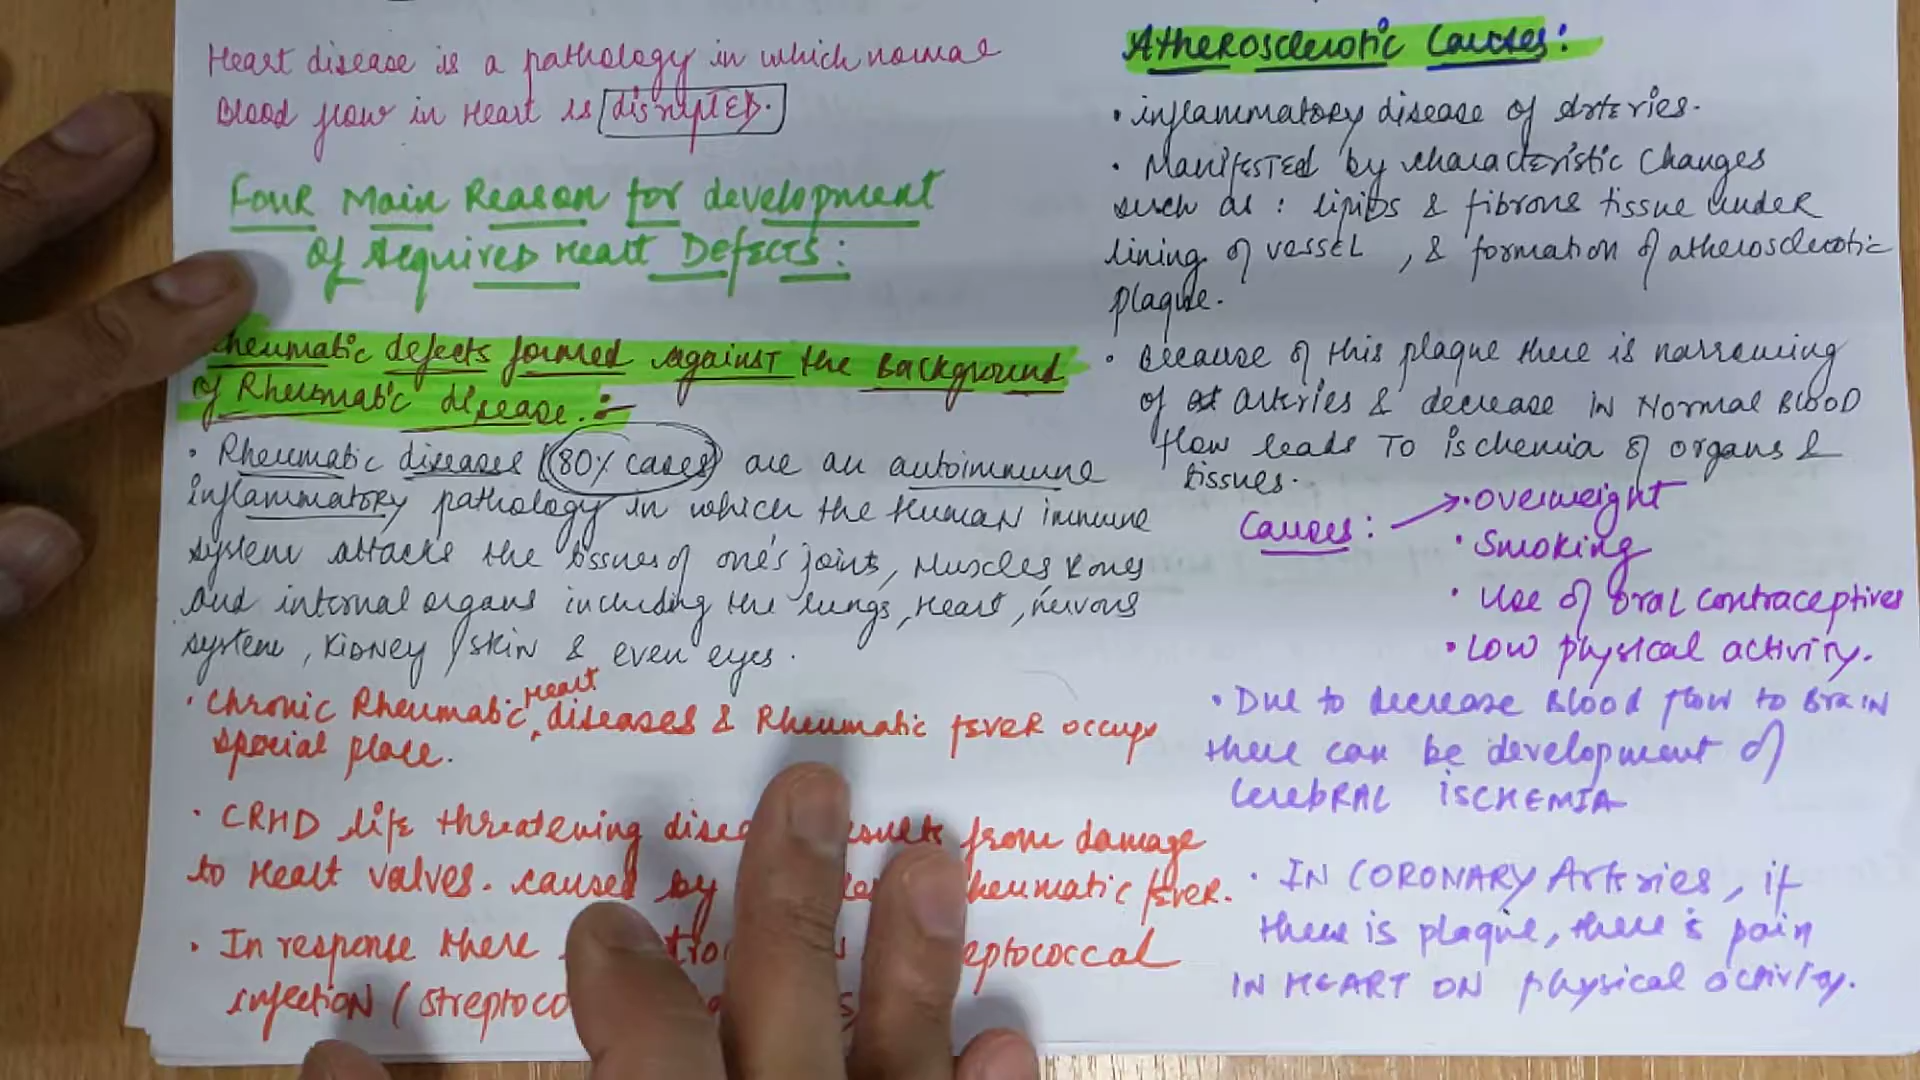 Heart disease is a pathology in which normal
Blood flow in Heart is disrupted.
Four Main Reason for development
of Acquired Heart Defects:
Rheumatic defects formed against the Background
of Rheumatic disease.:-
• Rheumatic diseases (80% cases) are an autoimmune
inflammatory pathology in which the Human immune
system attacks the tissues of one's joints, Muscles Bones
and internal organs including the lungs, Heart, nervous
system, Kidney, skin & even eyes.
• Chronic Rheumatic Heart diseases & Rheumatic fever occupy
special place.
• CRHD life threatening from damage
to Heart valves. caused by fever.
• In response there
infection (
Atherosclerotic Causes:
• inflammatory disease of Arteries.
• Manifested by characteristic changes
such as: lipids & fibrous tissue under
lining of vessel, & formation of atherosclerotic
plaque.
• Because of this plaque there is narrowing
of arteries & decrease in Normal Blood
flow leads To ischemia of organs &
tissues.
Causes: → • Overweight
• Smoking
• Use of oral contraceptives
• Low physical activity.
• Due to decrease Blood flow to Brain
there can be development of
CerebRAL ISCHEMIA
• IN CORONARY Arteries, if
there is plaque, there is pain
IN HEART ON physical activity.